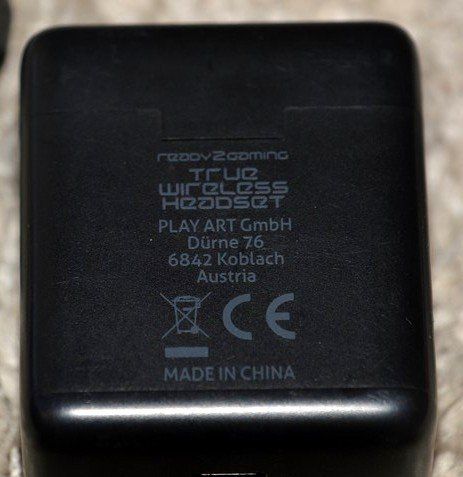 ready2gaming
True
Wireless
Headset
PLAY ART GmbH
Dürne 76
6842 Koblach
Austria
CE
MADE IN CHINA